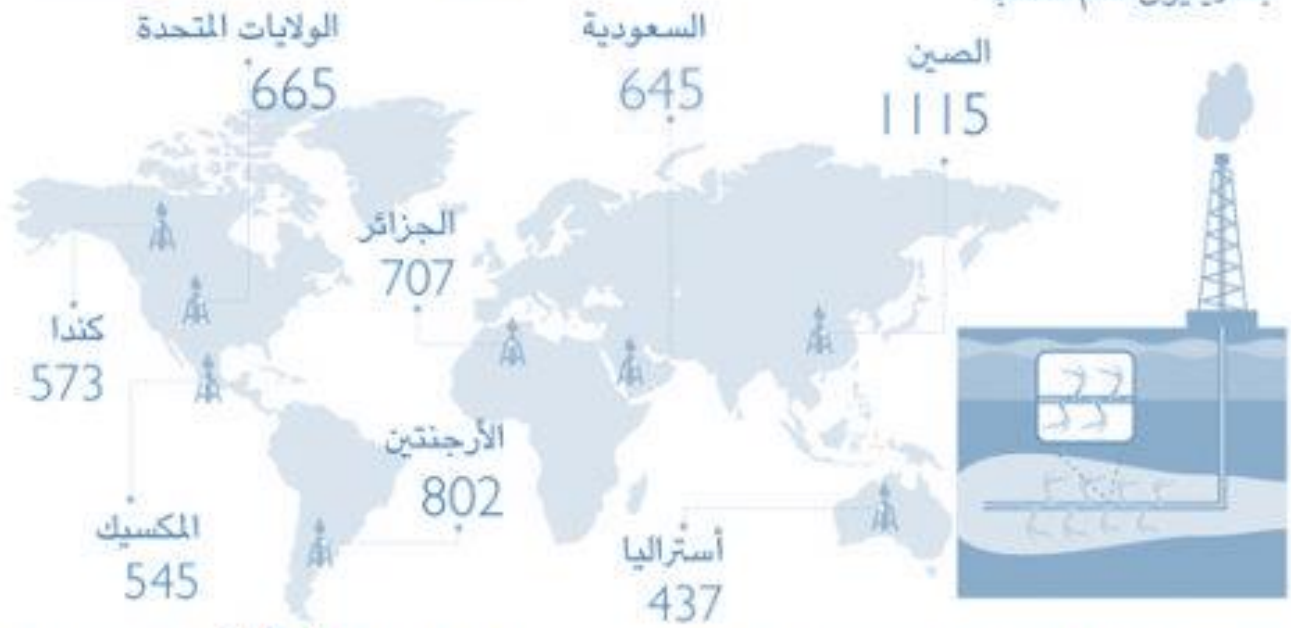 الصين
1115
السعودية
645
الولايات المتحدة
665
الجزائر
707
كندا
573
الأرجنتين
802
المكسيك
545
أستراليا
437